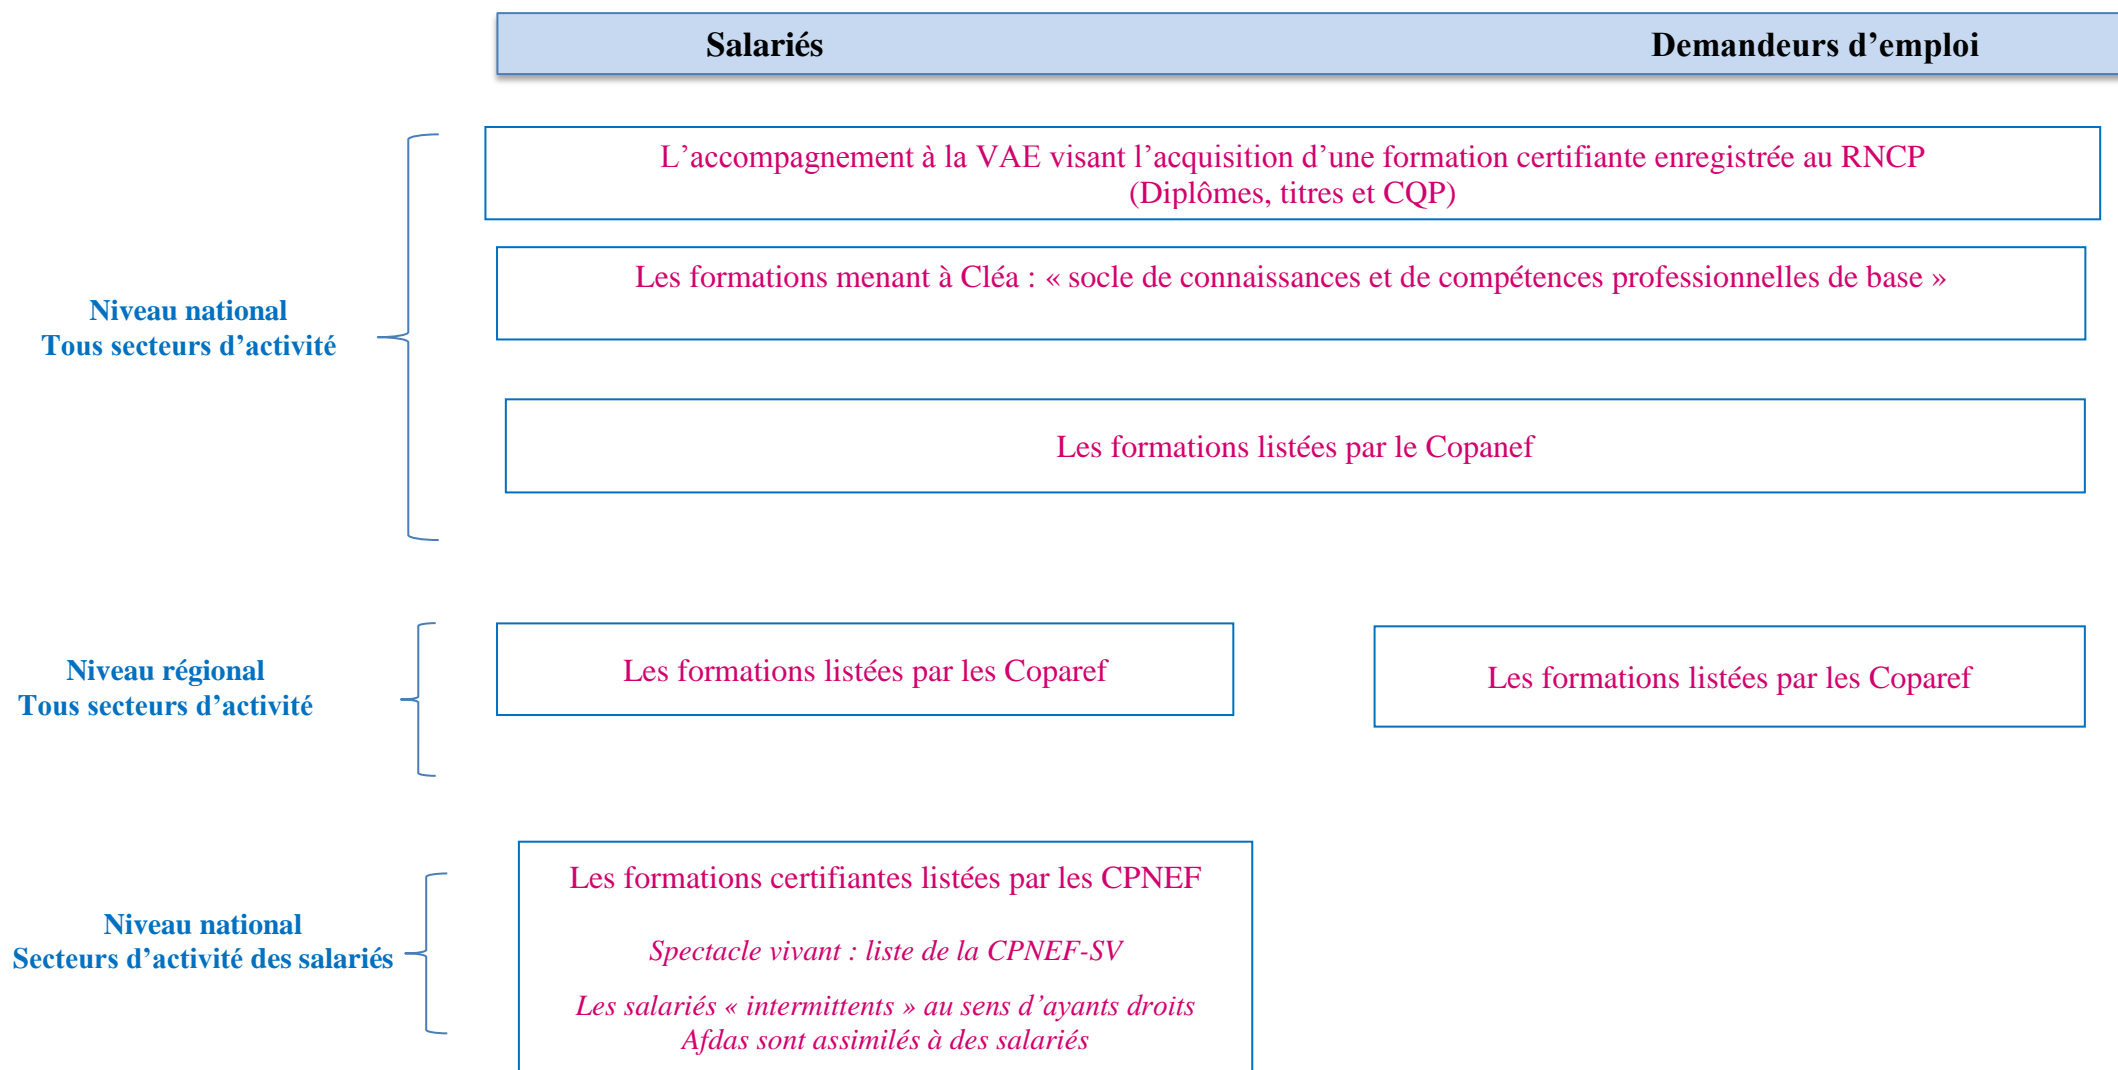 Salariés
Demandeurs d’emploi
L’accompagnement à la VAE visant l’acquisition d’une formation certifiante enregistrée au RNCP
(Diplômes, titres et CQP)
Les formations menant à Cléa : « socle de connaissances et de compétences professionnelles de base »
Niveau national
Tous secteurs d’activité
Les formations listées par le Copanef
Niveau régional
Tous secteurs d’activité
Les formations listées par les Coparef
Les formations listées par les Coparef
Niveau national
Secteurs d’activité des salariés
Les formations certifiantes listées par les CPNEF
Spectacle vivant : liste de la CPNEF-SV
Les salariés « intermittents » au sens d’ayants droits
Afdas sont assimilés à des salariés